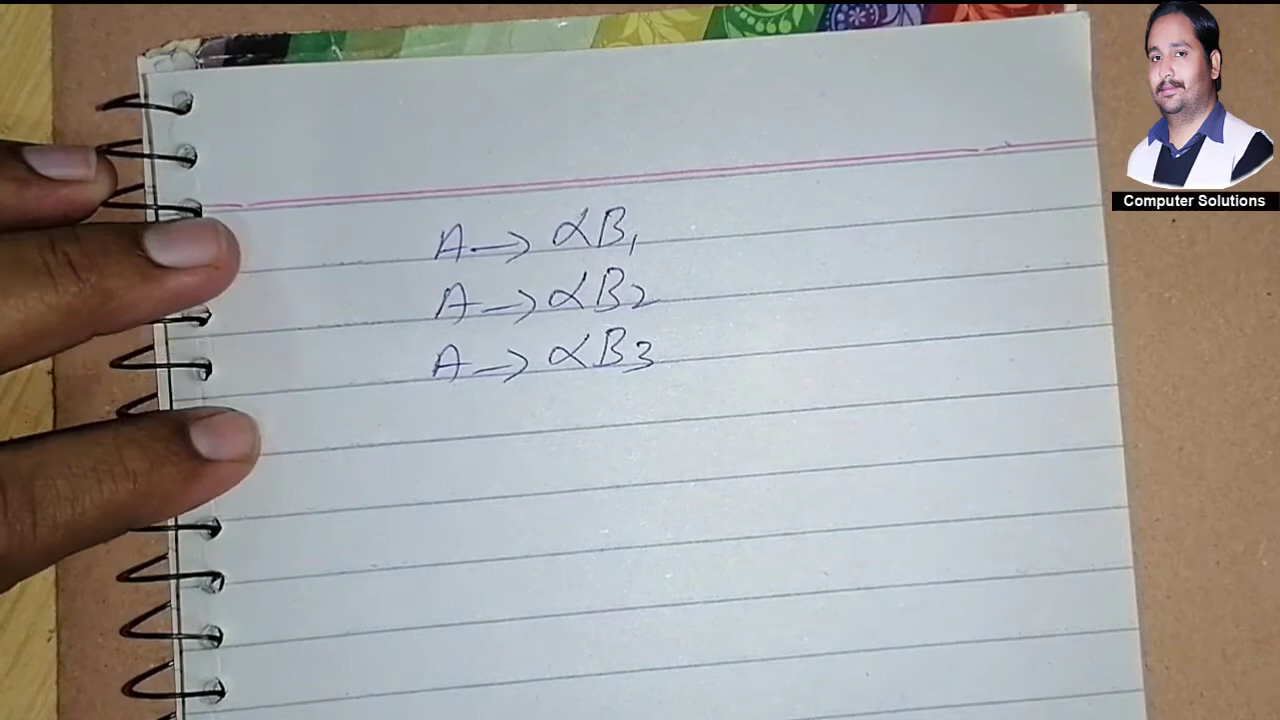 A → αB1
A → αB2
A → αB3
Computer Solutions